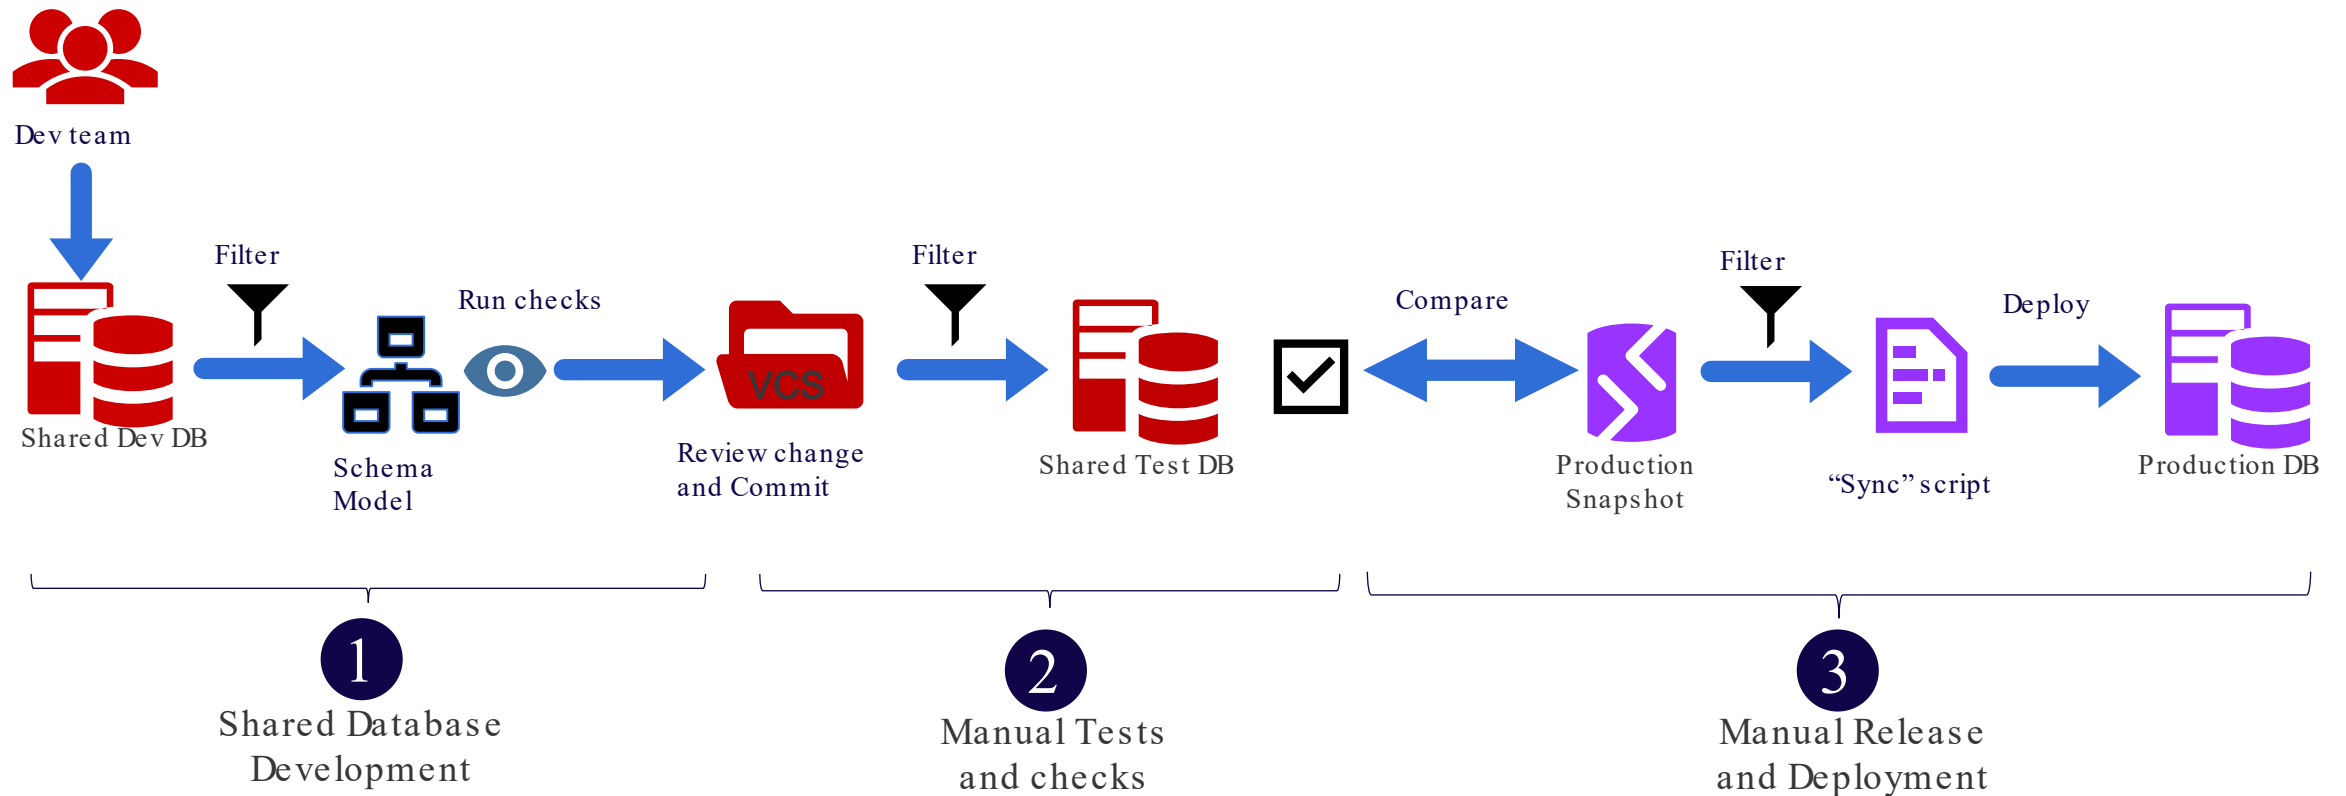 Dev team
Filter
Run checks
Shared Dev DB
Schema
Model
VCS
Review change
and Commit
Filter
Shared Test DB
Compare
Production
Snapshot
Filter
“Sync” script
Deploy
Production DB
1
Shared Database
Development
2
Manual Tests
and checks
3
Manual Release
and Deployment